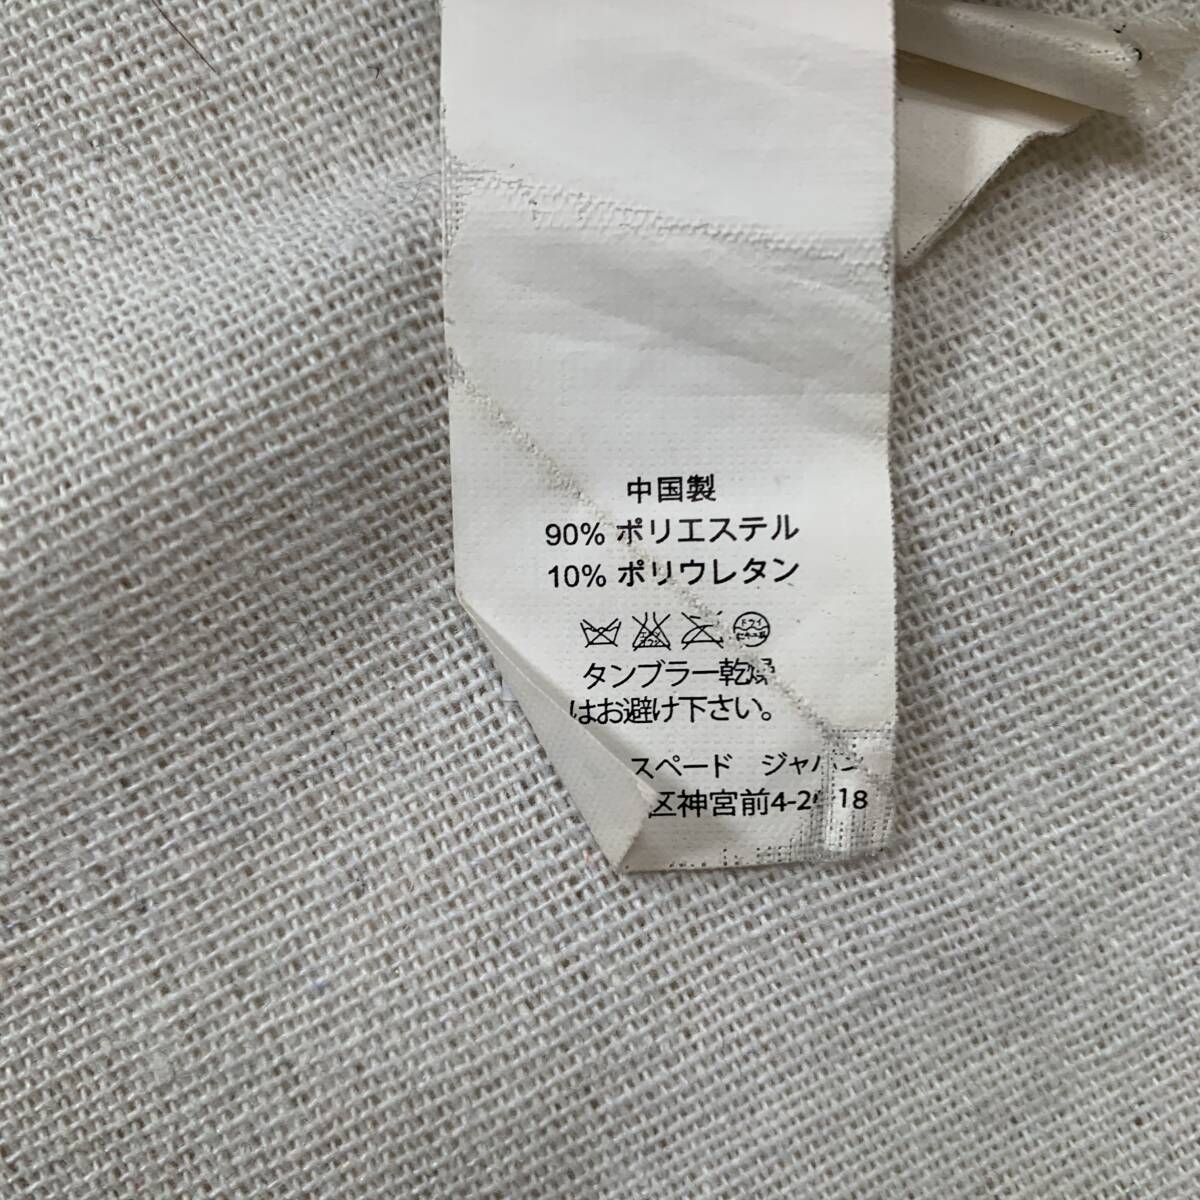 中国製
90% ポリエステル
10% ポリウレタン
タンブラー乾燥
はお避け下さい。
スペード ジャパン
区神宮前4-2 18